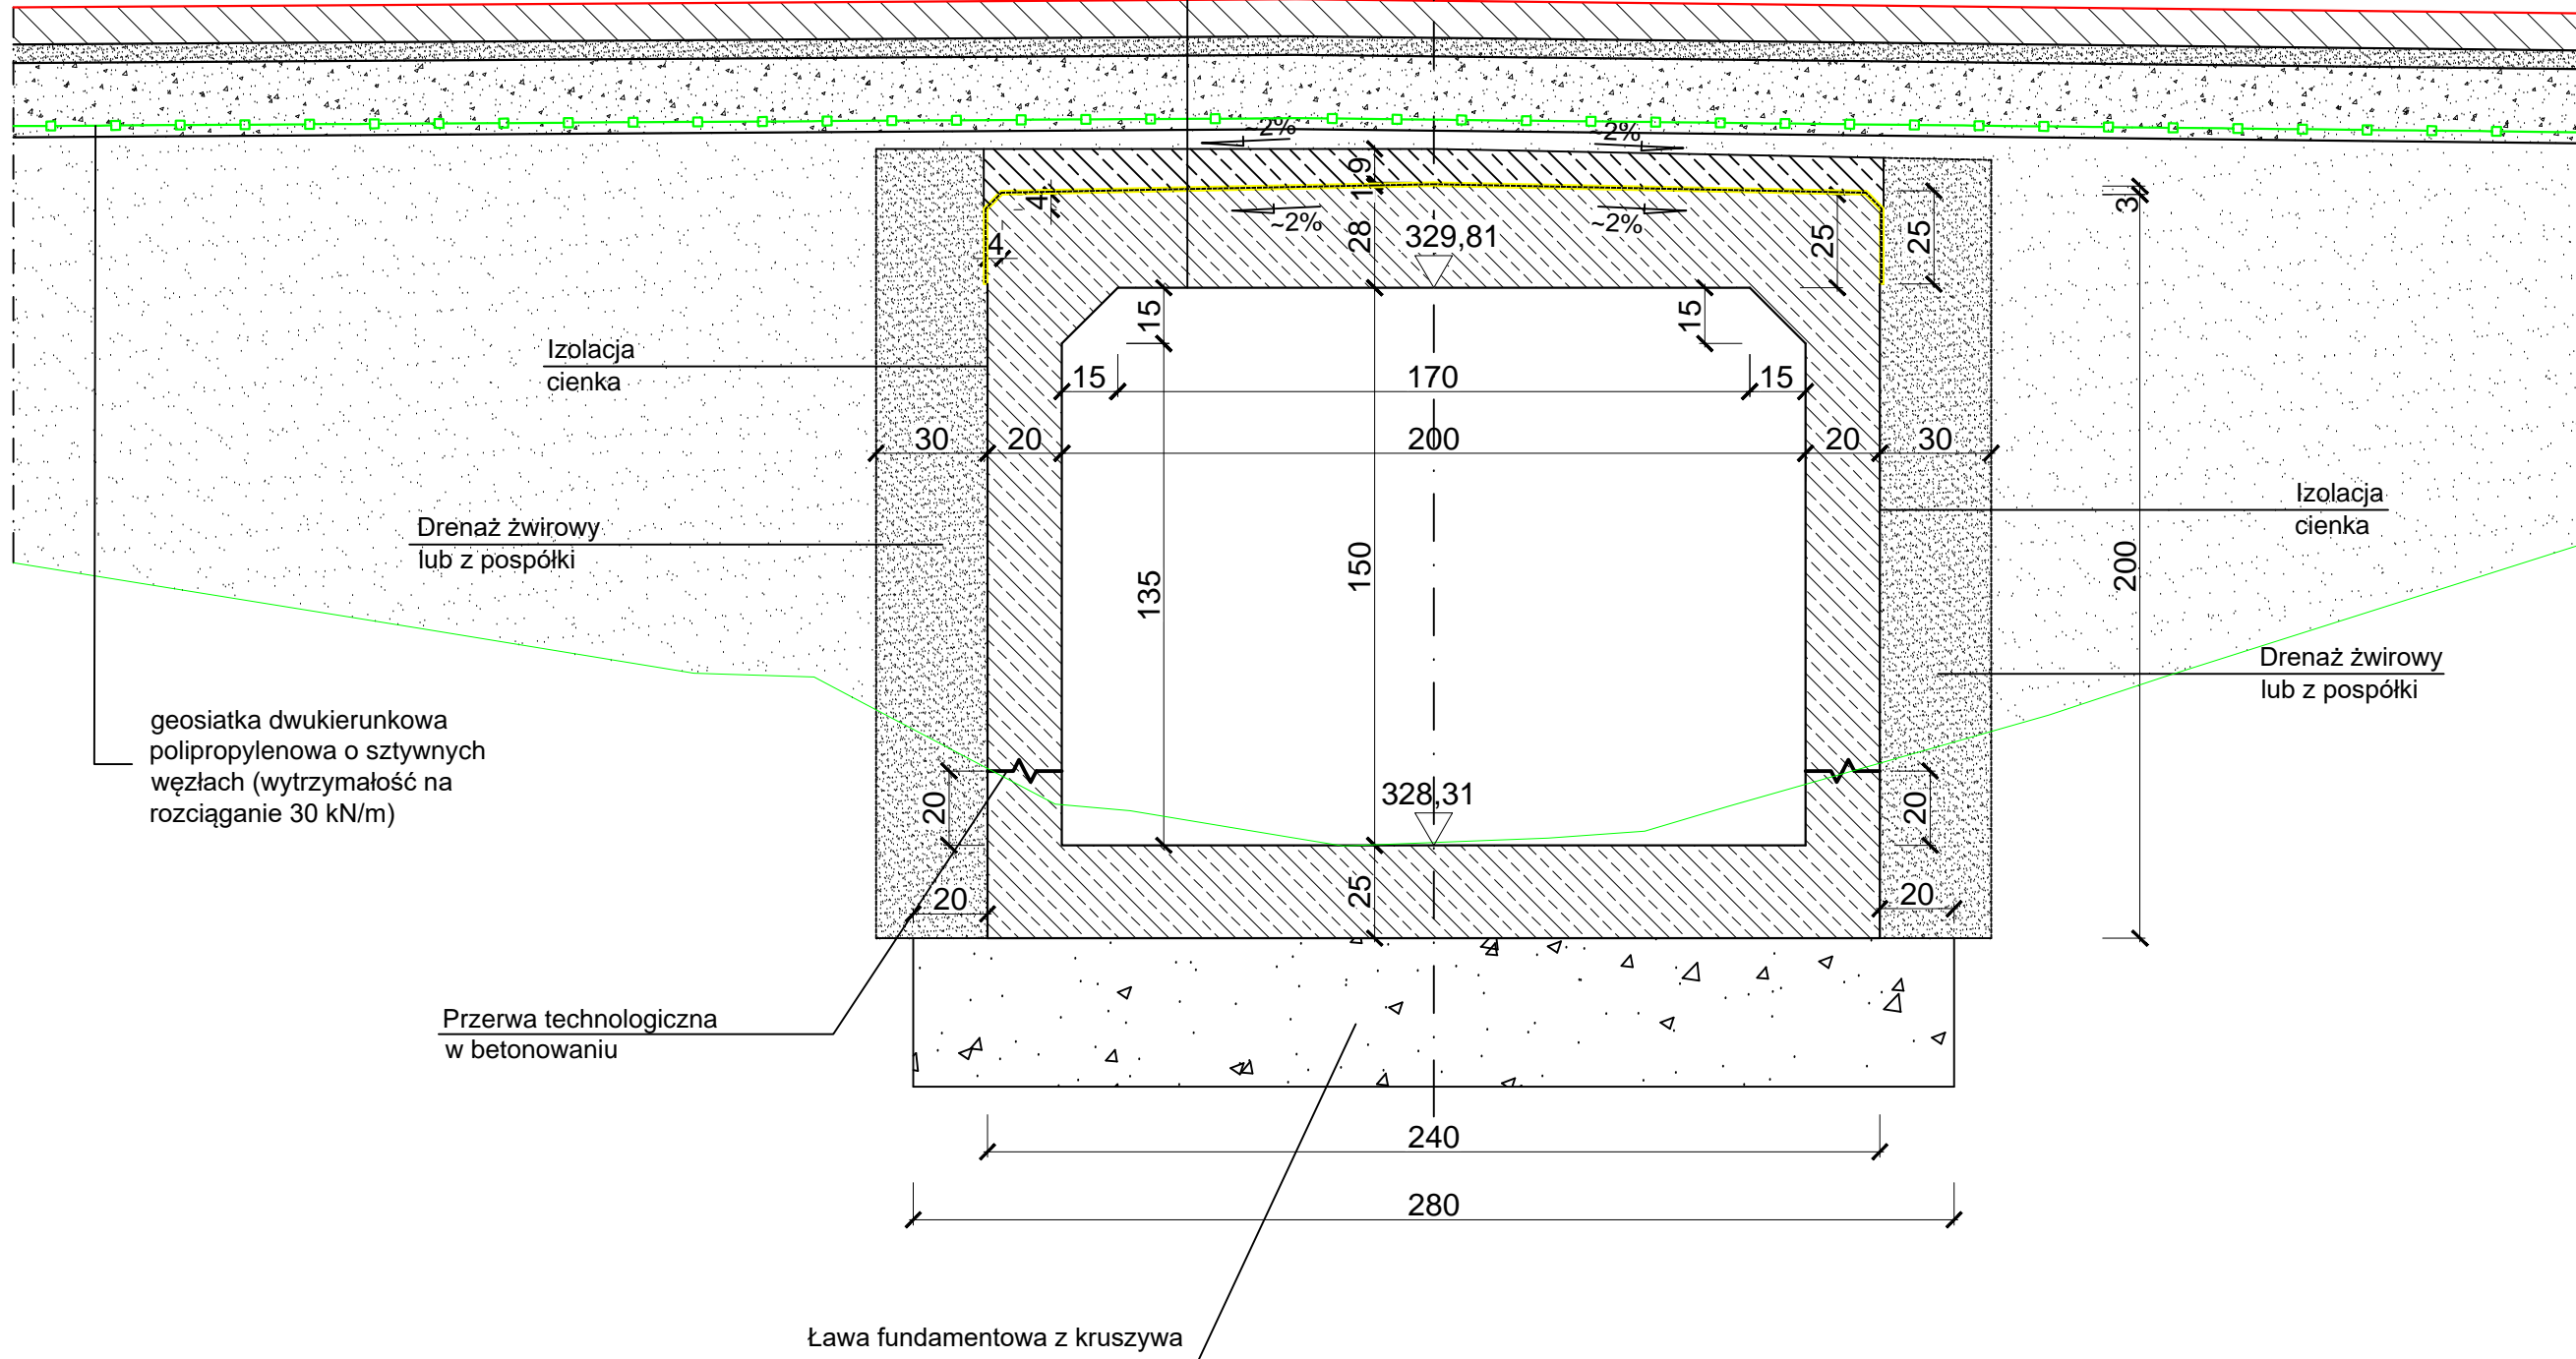 ~2%
~2%
1,9
4
3
~2%
~2%
28
329,81
25
25
4
15
15
Izolacja
cienka
15
170
15
30
20
200
20
30
Izolacja
cienka
Drenaż żwirowy
lub z pospółki
135
150
200
Drenaż żwirowy
lub z pospółki
geosiatka dwukierunkowa
polipropylenowa o sztywnych
węzłach (wytrzymałość na
rozciąganie 30 kN/m)
20
328,31
20
20
25
20
Przerwa technologiczna
w betonowaniu
240
280
Ława fundamentowa z kruszywa